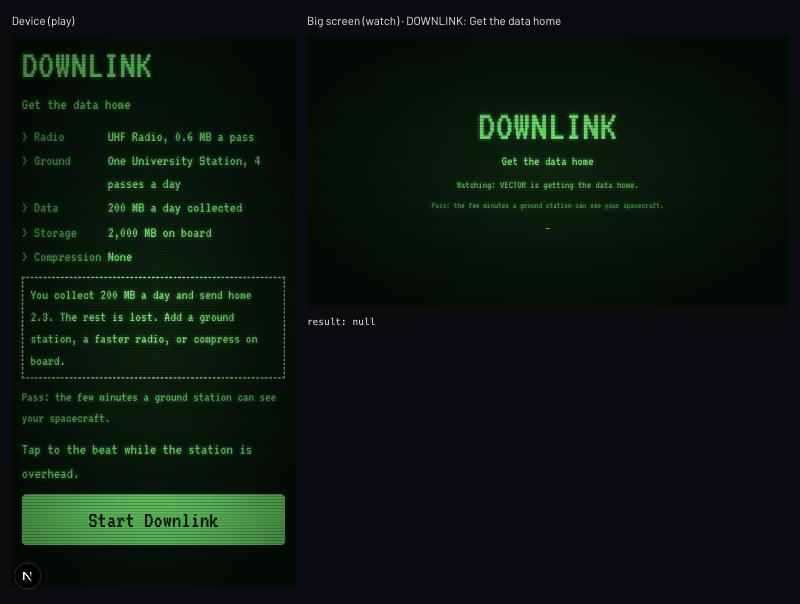 Device (play)
DOWNLINK
Get the data home
› Radio UHF Radio, 0.6 MB a pass
› Ground One University Station, 4
passes a day
› Data 200 MB a day collected
› Storage 2,000 MB on board
› Compression None
You collect 200 MB a day and send home
2.3. The rest is lost. Add a ground
station, a faster radio, or compress on
board.
Pass: the few minutes a ground station can see
your spacecraft.
Tap to the beat while the station is
overhead.
Start Downlink
N
Big screen (watch) · DOWNLINK: Get the data home
DOWNLINK
Get the data home
Watching: VECTOR is getting the data home.
Pass: the few minutes a ground station can see your spacecraft.
–
result: null